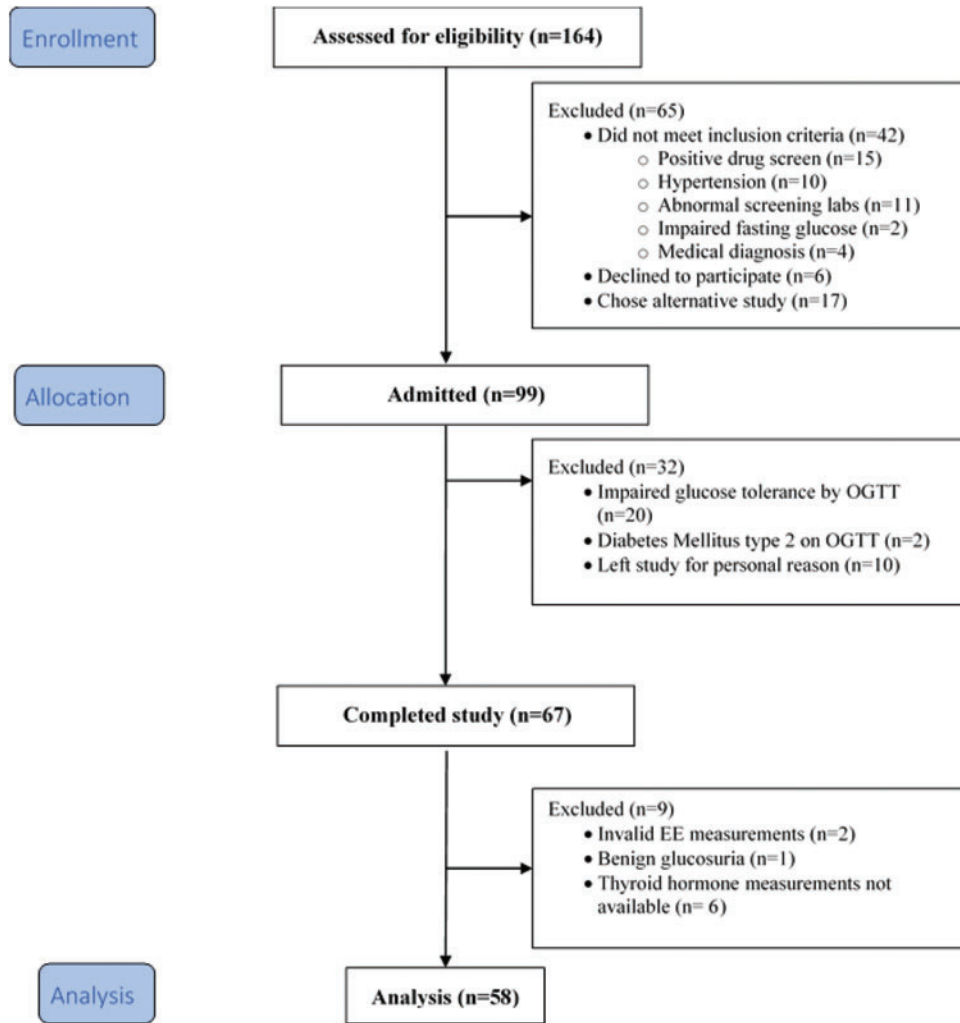 Enrollment
Assessed for eligibility (n=164)
Excluded (n=65)
• Did not meet inclusion criteria (n=42)
o Positive drug screen (n=15)
o Hypertension (n=10)
o Abnormal screening labs (n=11)
o Impaired fasting glucose (n=2)
o Medical diagnosis (n=4)
• Declined to participate (n=6)
• Chose alternative study (n=17)
Allocation
Admitted (n=99)
Excluded (n=32)
• Impaired glucose tolerance by OGTT
(n=20)
• Diabetes Mellitus type 2 on OGTT (n=2)
• Left study for personal reason (n=10)
Completed study (n=67)
Excluded (n=9)
• Invalid EE measurements (n=2)
• Benign glucosuria (n=1)
• Thyroid hormone measurements not
available (n= 6)
Analysis
Analysis (n=58)